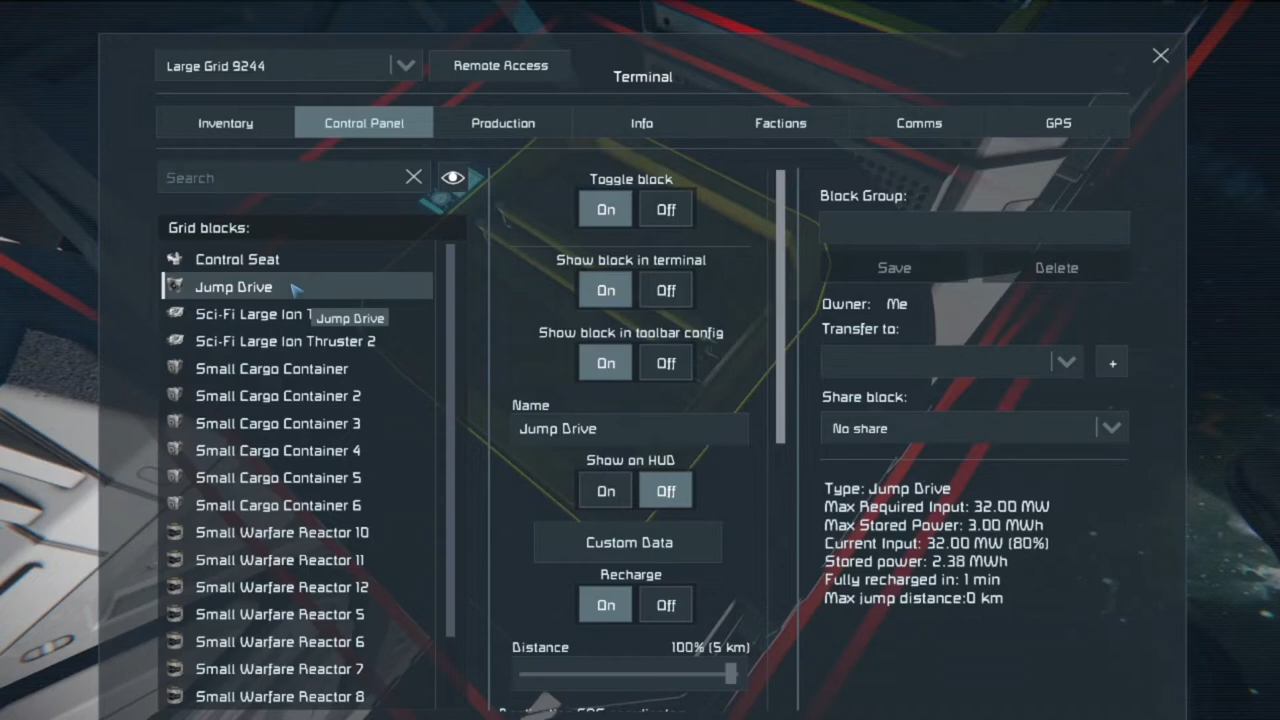 Large Grid 9244
Remote Access
Terminal
Inventory
Control Panel
Production
Info
Factions
Comms
GPS
Search
Grid blocks:
Control Seat
Jump Drive
Sci-Fi Large Ion T
Jump Drive
Sci-Fi Large Ion Thruster 2
Small Cargo Container
Small Cargo Container 2
Small Cargo Container 3
Small Cargo Container 4
Small Cargo Container 5
Small Cargo Container 6
Small Warfare Reactor 10
Small Warfare Reactor 11
Small Warfare Reactor 12
Small Warfare Reactor 5
Small Warfare Reactor 6
Small Warfare Reactor 7
Small Warfare Reactor 8
Toggle block
On Off
Show block in terminal
On Off
Show block in toolbar config
On Off
Name
Jump Drive
Show on HUD
On Off
Custom Data
Recharge
On Off
Distance 100% (5 km)
Block Group:
Save Delete
Owner: Me
Transfer to:
+
Share block:
No share
Type: Jump Drive
Max Required Input: 32.00 MW
Max Stored Power: 3.00 MWh
Current Input: 32.00 MW (80%)
Stored power: 2.38 MWh
Fully recharged in: 1 min
Max jump distance:0 km